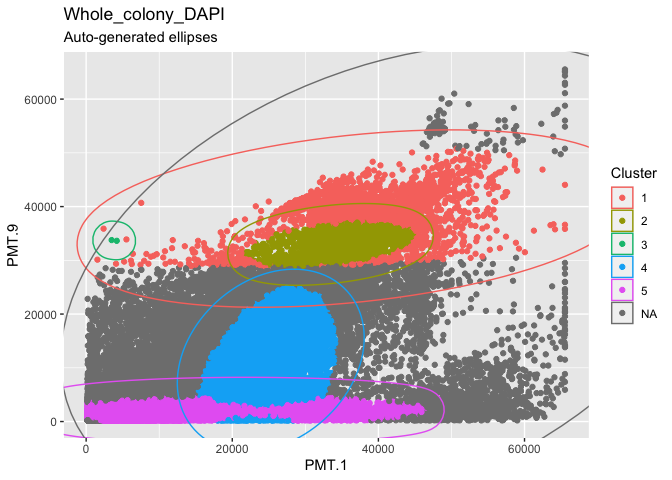 Whole_colony_DAPI
Auto-generated ellipses
60000
40000
20000
0
PMT.9
0
20000
40000
60000
PMT.1
Cluster
1
2
3
4
5
NA